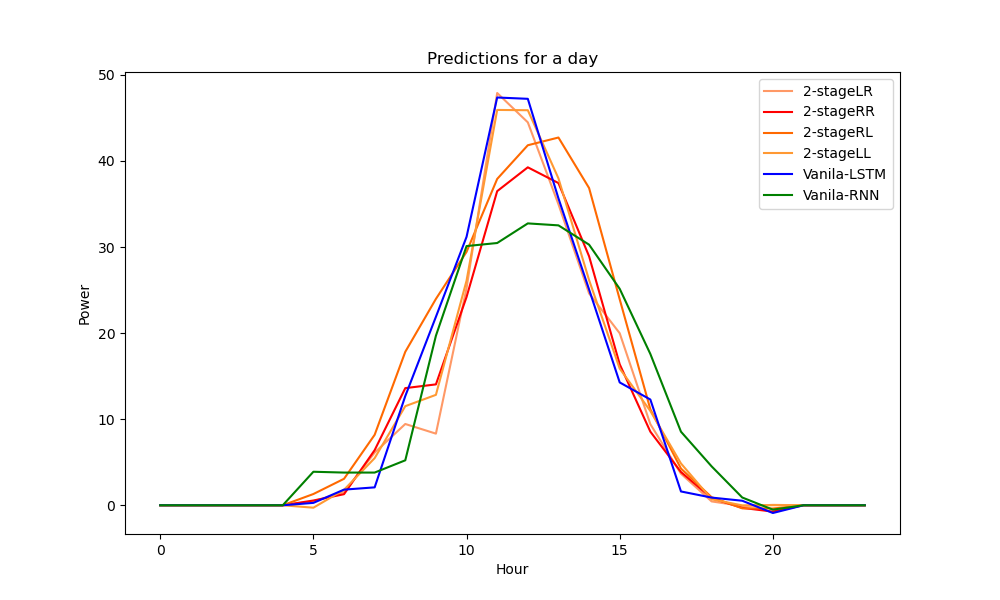 Predictions for a day
50
40
30
20
10
0
Power
0 5 10 15 20
Hour
2-stageLR
2-stageRR
2-stageRL
2-stageLL
Vanila-LSTM
Vanila-RNN